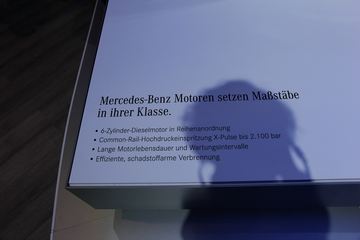 Mercedes-Benz Motoren setzen Maßstäbe
in ihrer Klasse.
• 6-Zylinder-Dieselmotor in Reihenanordnung
• Common-Rail-Hochdruckeinspritzung X-Pulse bis 2.100 bar
• Lange Motorlebensdauer und Wartungsintervalle
• Effiziente, schadstoffarme Verbrennung